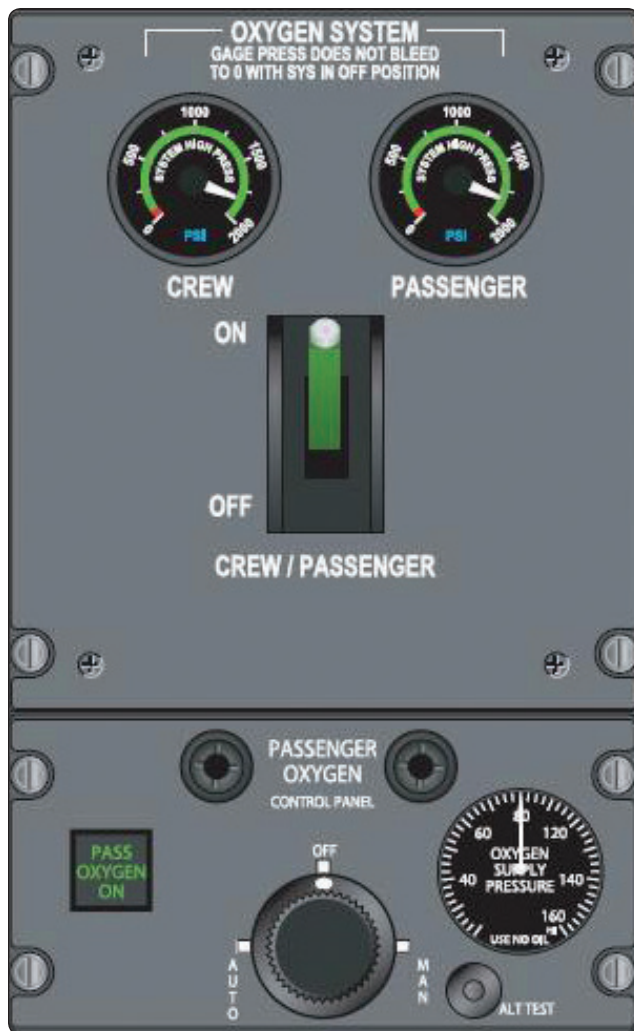 OXYGEN SYSTEM
GAGE PRESS DOES NOT BLEED
TO 0 WITH SYS IN OFF POSITION
0 500 1000 1500 2000
SYSTEM HIGH PRESS
PSI
0 500 1000 1500 2000
SYSTEM HIGH PRESS
PSI
CREW
PASSENGER
ON
OFF
CREW / PASSENGER
PASSENGER
OXYGEN
CONTROL PANEL
PASS
OXYGEN
ON
OFF
AUTO
MAN
40 60 80 120 140 160
OXYGEN
SUPPLY
PRESSURE
PSI
USE NO OIL
ALT TEST